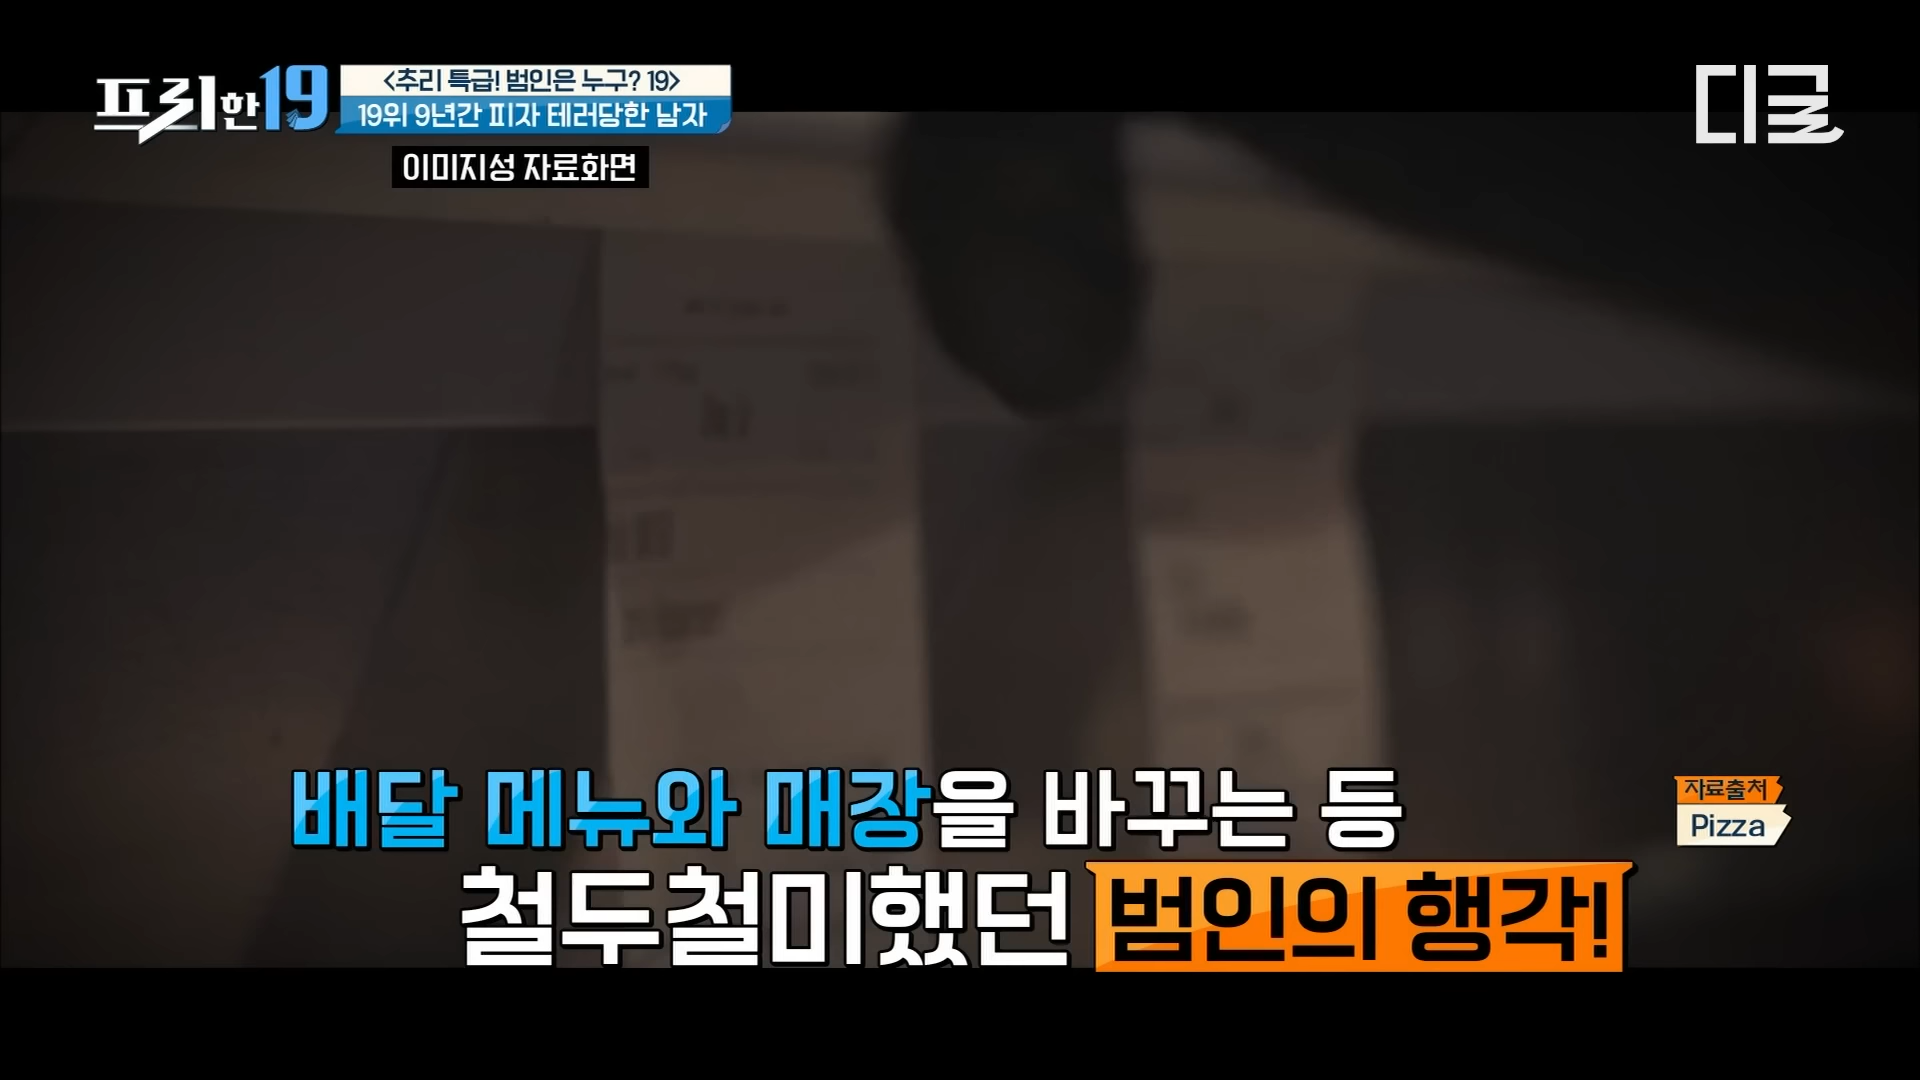 프리한19
<추리 특급! 범인은 누구? 19>
19위 9년간 피자 테러당한 남자
이미지성 자료화면
디글
배달 메뉴와 매장을 바꾸는 등
철두철미했던 범인의 행각!
자료출처
Pizza